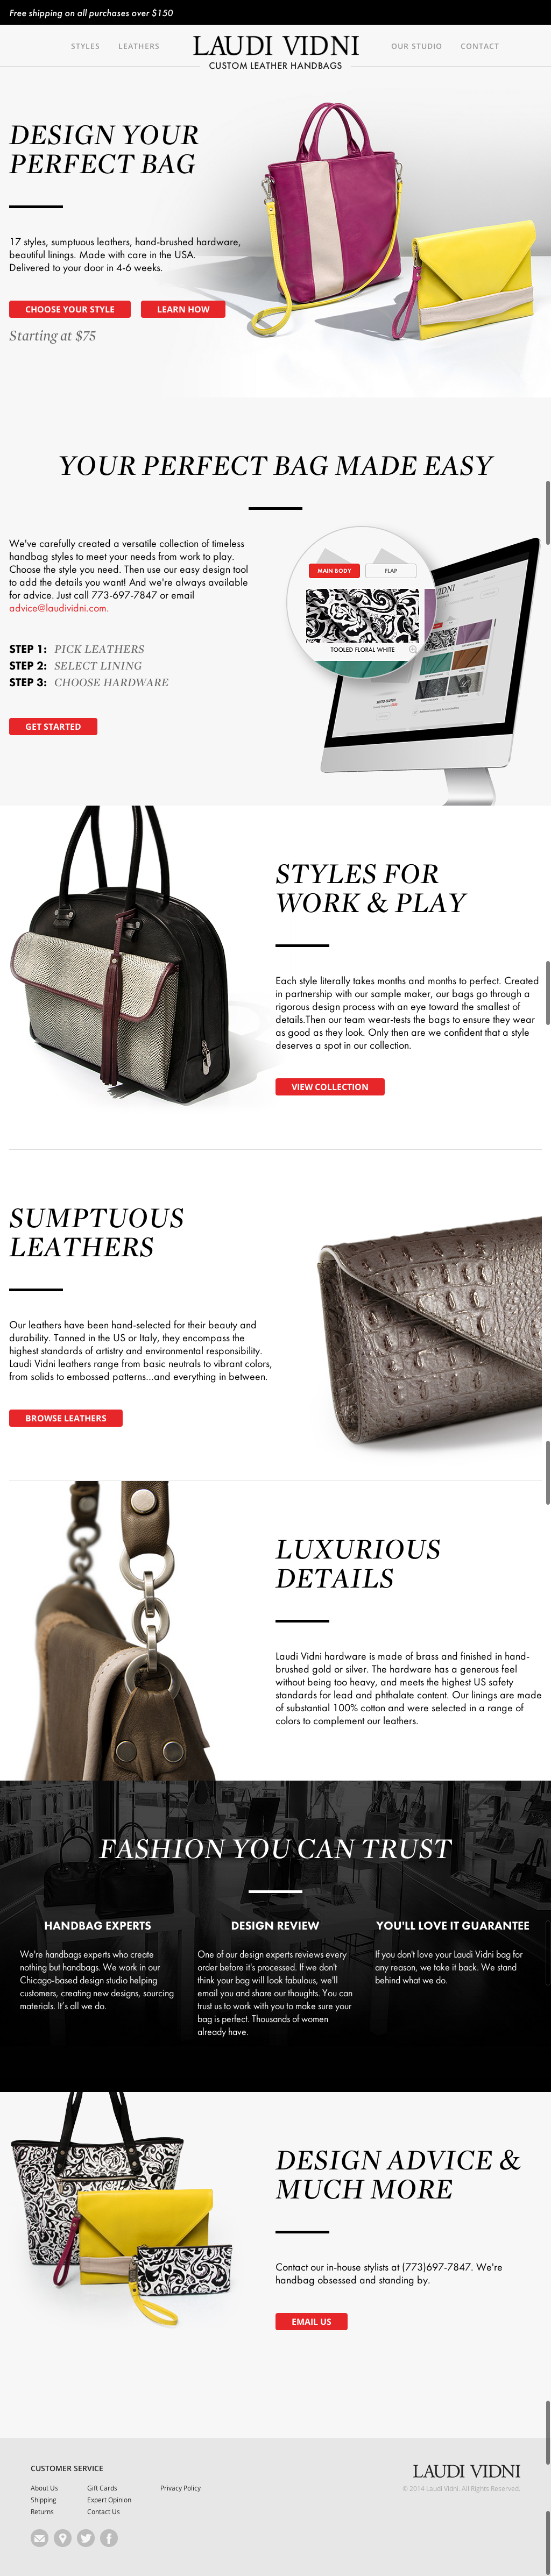 Free shipping on all purchases over $150
STYLES
LEATHERS
LAUDI VIDNI
CUSTOM LEATHER HANDBAGS
OUR STUDIO
CONTACT
DESIGN YOUR
PERFECT BAG
17 styles, sumptuous leathers, hand-brushed hardware,
beautiful linings. Made with care in the USA.
Delivered to your door in 4-6 weeks.
CHOOSE YOUR STYLE
LEARN HOW
Starting at $75
YOUR PERFECT BAG MADE EASY
We've carefully created a versatile collection of timeless
handbag styles to meet your needs from work to play.
Choose the style you need. Then use our easy design tool
to add the details you want! And we're always available
for advice. Just call 773-697-7847 or email
advice@laudividni.com.
STEP 1: PICK LEATHERS
STEP 2: SELECT LINING
STEP 3: CHOOSE HARDWARE
GET STARTED
MAIN BODY
FLAP
TOOLED FLORAL WHITE
STYLES FOR
WORK & PLAY
Each style literally takes months and months to perfect. Created
in partnership with our sample maker, our bags go through a
rigorous design process with an eye toward the smallest of
details.Then our team wear-tests the bags to ensure they wear
as good as they look. Only then are we confident that a style
deserves a spot in our collection.
VIEW COLLECTION
SUMPTUOUS
LEATHERS
Our leathers have been hand-selected for their beauty and
durability. Tanned in the US or Italy, they encompass the
highest standards of artistry and environmental responsibility.
Laudi Vidni leathers range from basic neutrals to vibrant colors,
from solids to embossed patterns...and everything in between.
BROWSE LEATHERS
LUXURIOUS
DETAILS
Laudi Vidni hardware is made of brass and finished in hand-
brushed gold or silver. The hardware has a generous feel
without being too heavy, and meets the highest US safety
standards for lead and phthalate content. Our linings are made
of substantial 100% cotton and were selected in a range of
colors to complement our leathers.
FASHION YOU CAN TRUST
HANDBAG EXPERTS
We're handbags experts who create
nothing but handbags. We work in our
Chicago-based design studio helping
customers, creating new designs, sourcing
materials. It's all we do.
DESIGN REVIEW
One of our design experts reviews every
order before it's processed. If we don't
think your bag will look fabulous, we'll
email you and share our thoughts. You can
trust us to work with you to make sure your
bag is perfect. Thousands of women
already have.
YOU'LL LOVE IT GUARANTEE
If you don't love your Laudi Vidni bag for
any reason, we take it back. We stand
behind what we do.
DESIGN ADVICE &
MUCH MORE
Contact our in-house stylists at (773)697-7847. We're
handbag obsessed and standing by.
EMAIL US
CUSTOMER SERVICE
About Us
Shipping
Returns
Gift Cards
Expert Opinion
Contact Us
Privacy Policy
LAUDI VIDNI
© 2014 Laudi Vidni. All Rights Reserved.